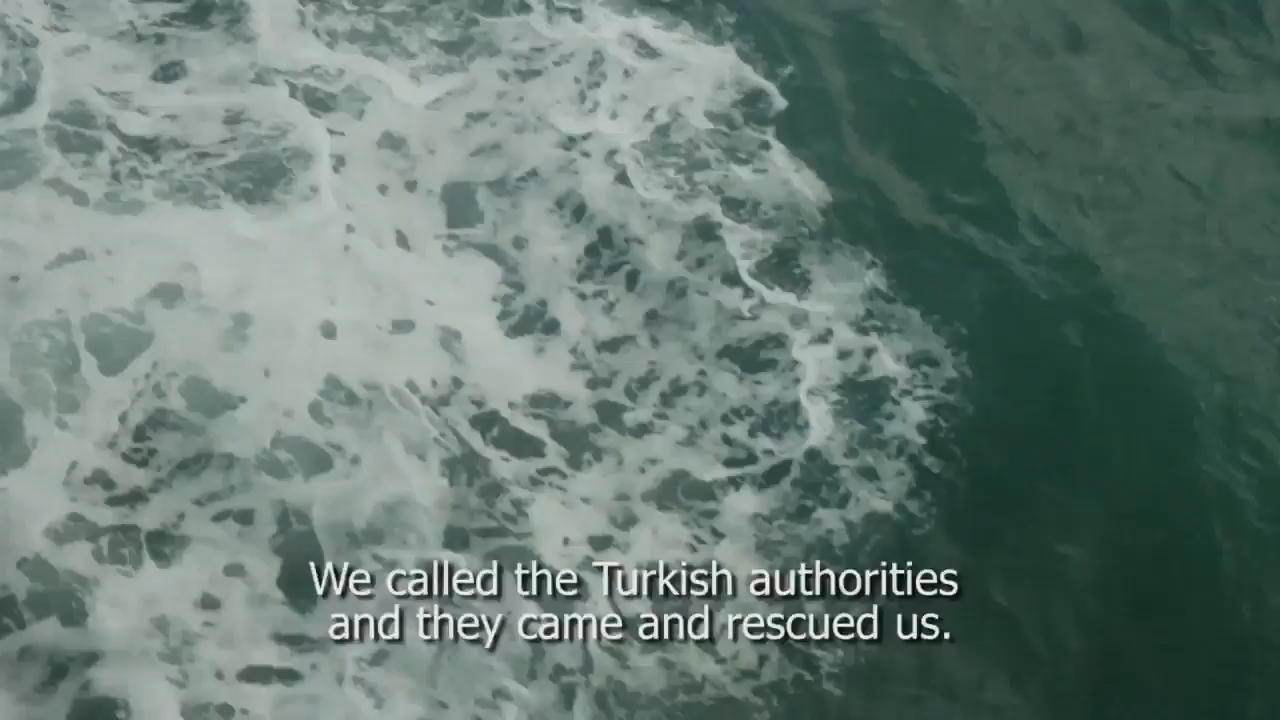 We called the Turkish authorities
and they came and rescued us.